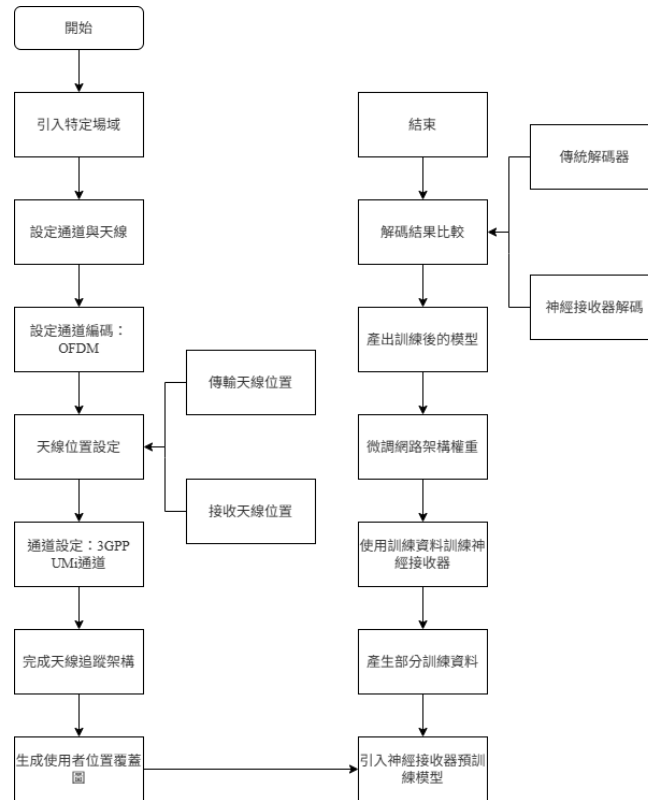 開始
引入特定場域
設定通道與天線
設定通道編碼：
OFDM
天線位置設定
傳輸天線位置
接收天線位置
通道設定：3GPP
UMi通道
完成天線追蹤架構
生成使用者位置覆蓋
圖
結束
解碼結果比較
傳統解碼器
神經接收器解碼
產出訓練後的模型
微調網路架構權重
使用訓練資料訓練神
經接收器
產生部分訓練資料
引入神經接收器預訓
練模型